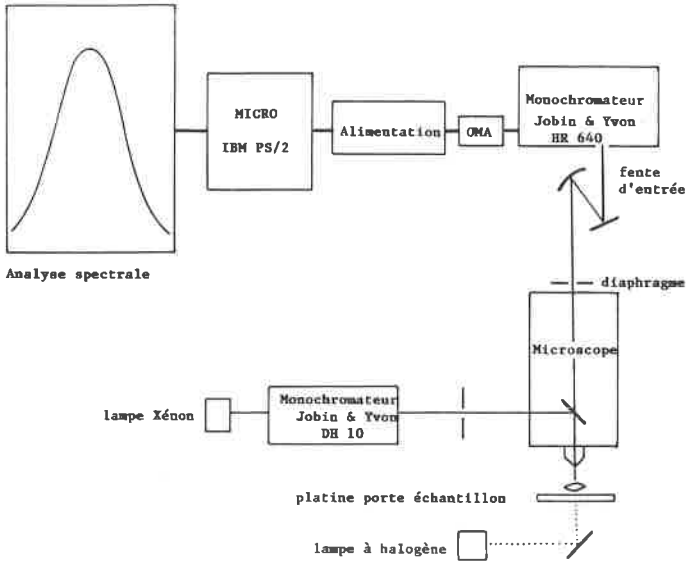 MICRO
IBM PS/2
Alimentation
OMA
Monochromateur
Jobin & Yvon
HR 640
fente
d'entrée
Analyse spectrale
diaphragme
Microscope
lampe Xénon
Monochromateur
Jobin & Yvon
DH 10
platine porte échantillon
lampe à halogène